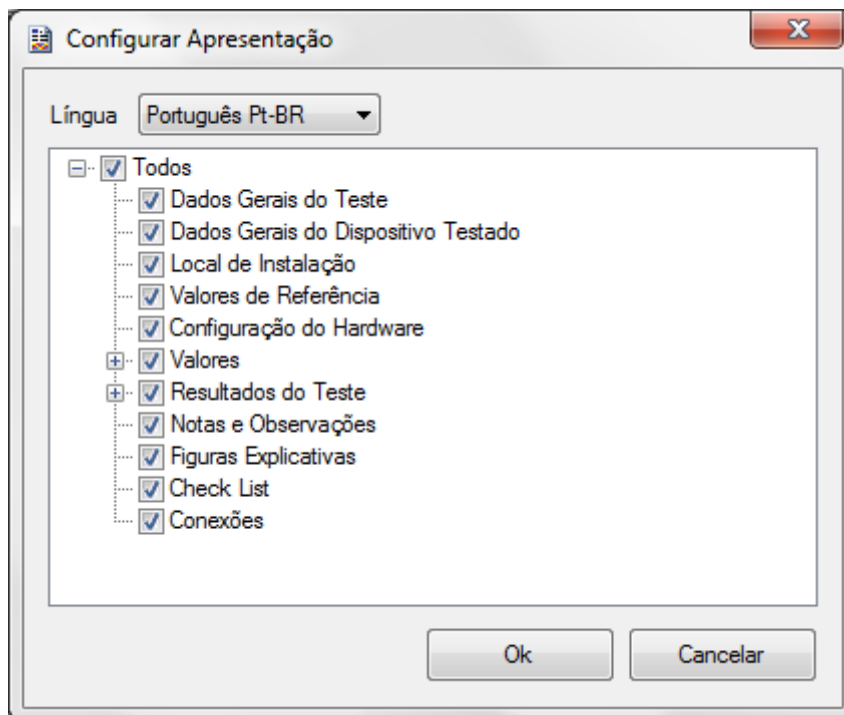 Configurar Apresentação
Língua Português Pt-BR
Todos
Dados Gerais do Teste
Dados Gerais do Dispositivo Testado
Local de Instalação
Valores de Referência
Configuração do Hardware
Valores
Resultados do Teste
Notas e Observações
Figuras Explicativas
Check List
Conexões
Ok Cancelar